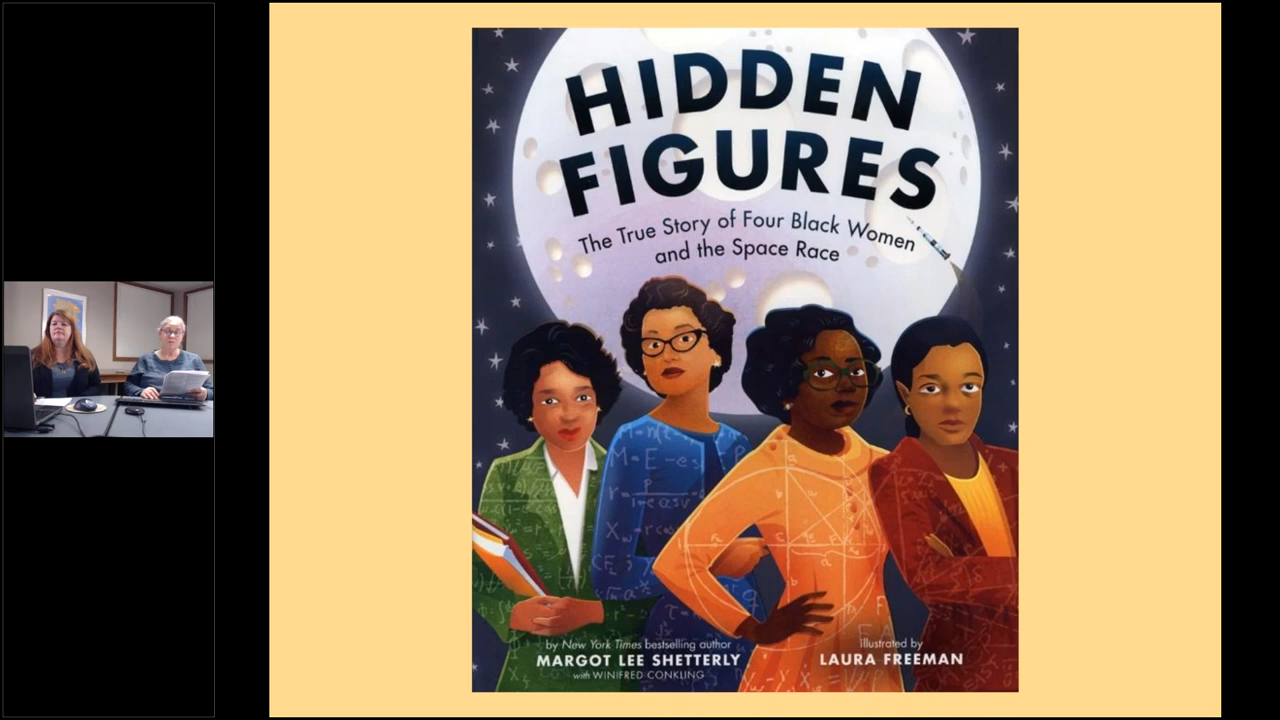 HIDDEN
FIGURES
The True Story of Four Black Women
and the Space Race
by New York Times bestselling author
MARGOT LEE SHETTERLY
with WINIFRED CONKLING
illustrated by
LAURA FREEMAN